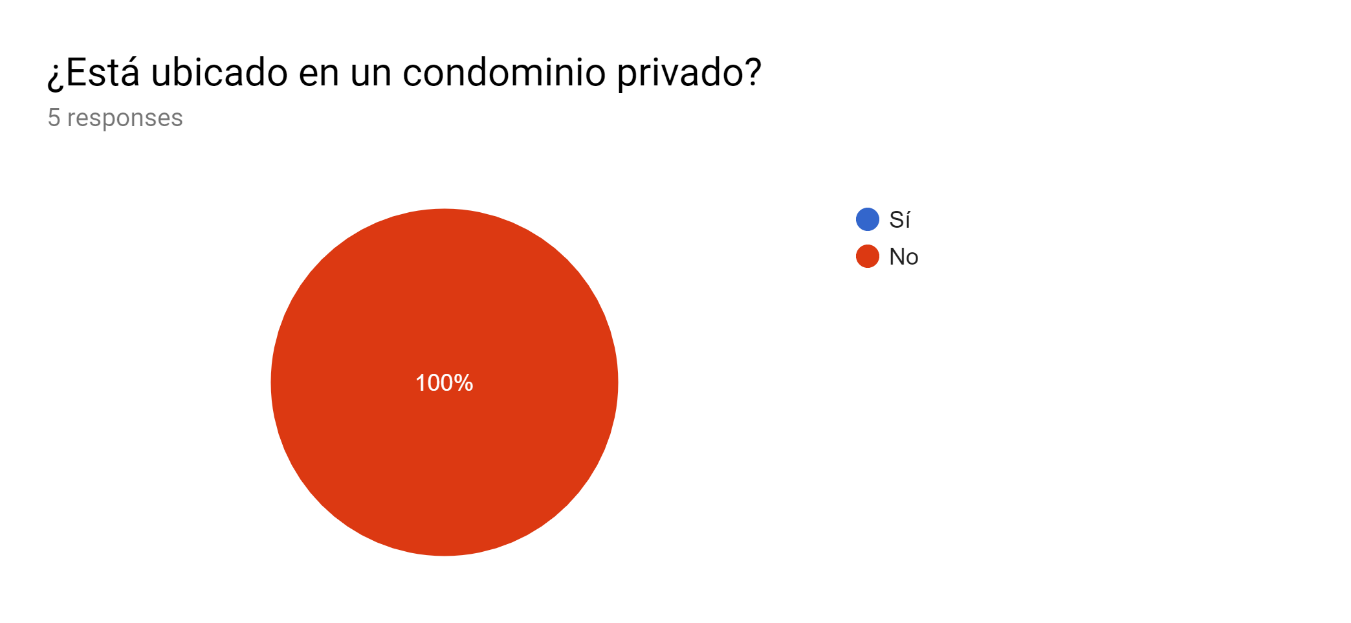 ¿Está ubicado en un condominio privado?
5 responses
Sí
No
100%